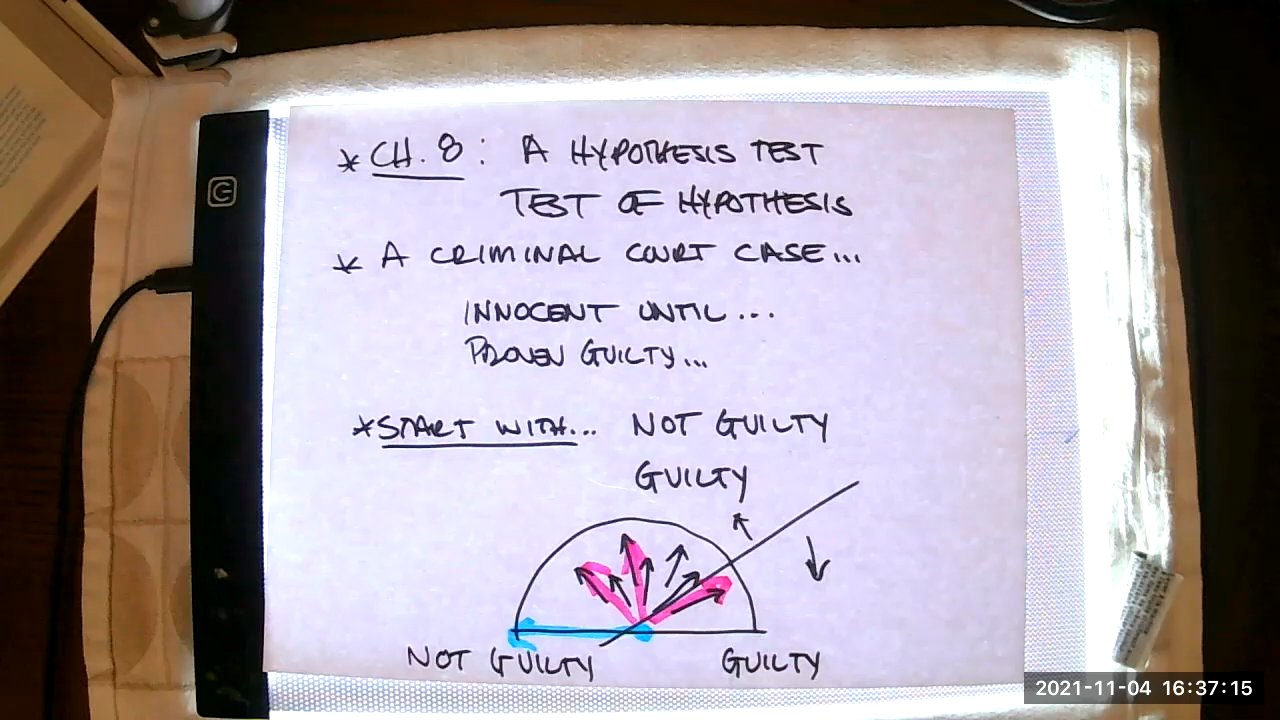 * CH. 8: A HYPOTHESIS TEST
TEST OF HYPOTHESIS
* A CRIMINAL COURT CASE...
INNOCENT UNTIL...
PROVEN GUILTY...
* START WITH... NOT GUILTY
GUILTY
NOT GUILTY GUILTY
2021-11-04 16:37:15